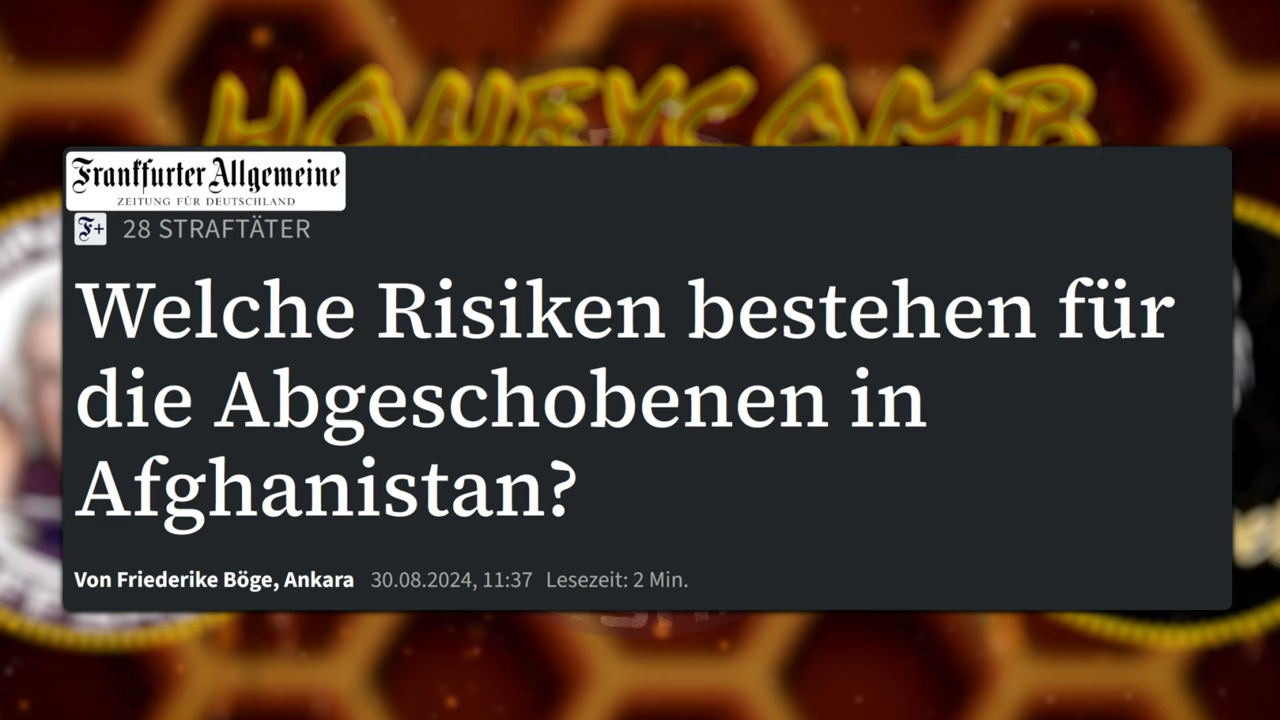 HONEYCOMB
Frankfurter Allgemeine
ZEITUNG FÜR DEUTSCHLAND
F+ 28 STRAFTÄTER
Welche Risiken bestehen für
die Abgeschobenen in
Afghanistan?
Von Friederike Böge, Ankara 30.08.2024, 11:37 Lesezeit: 2 Min.